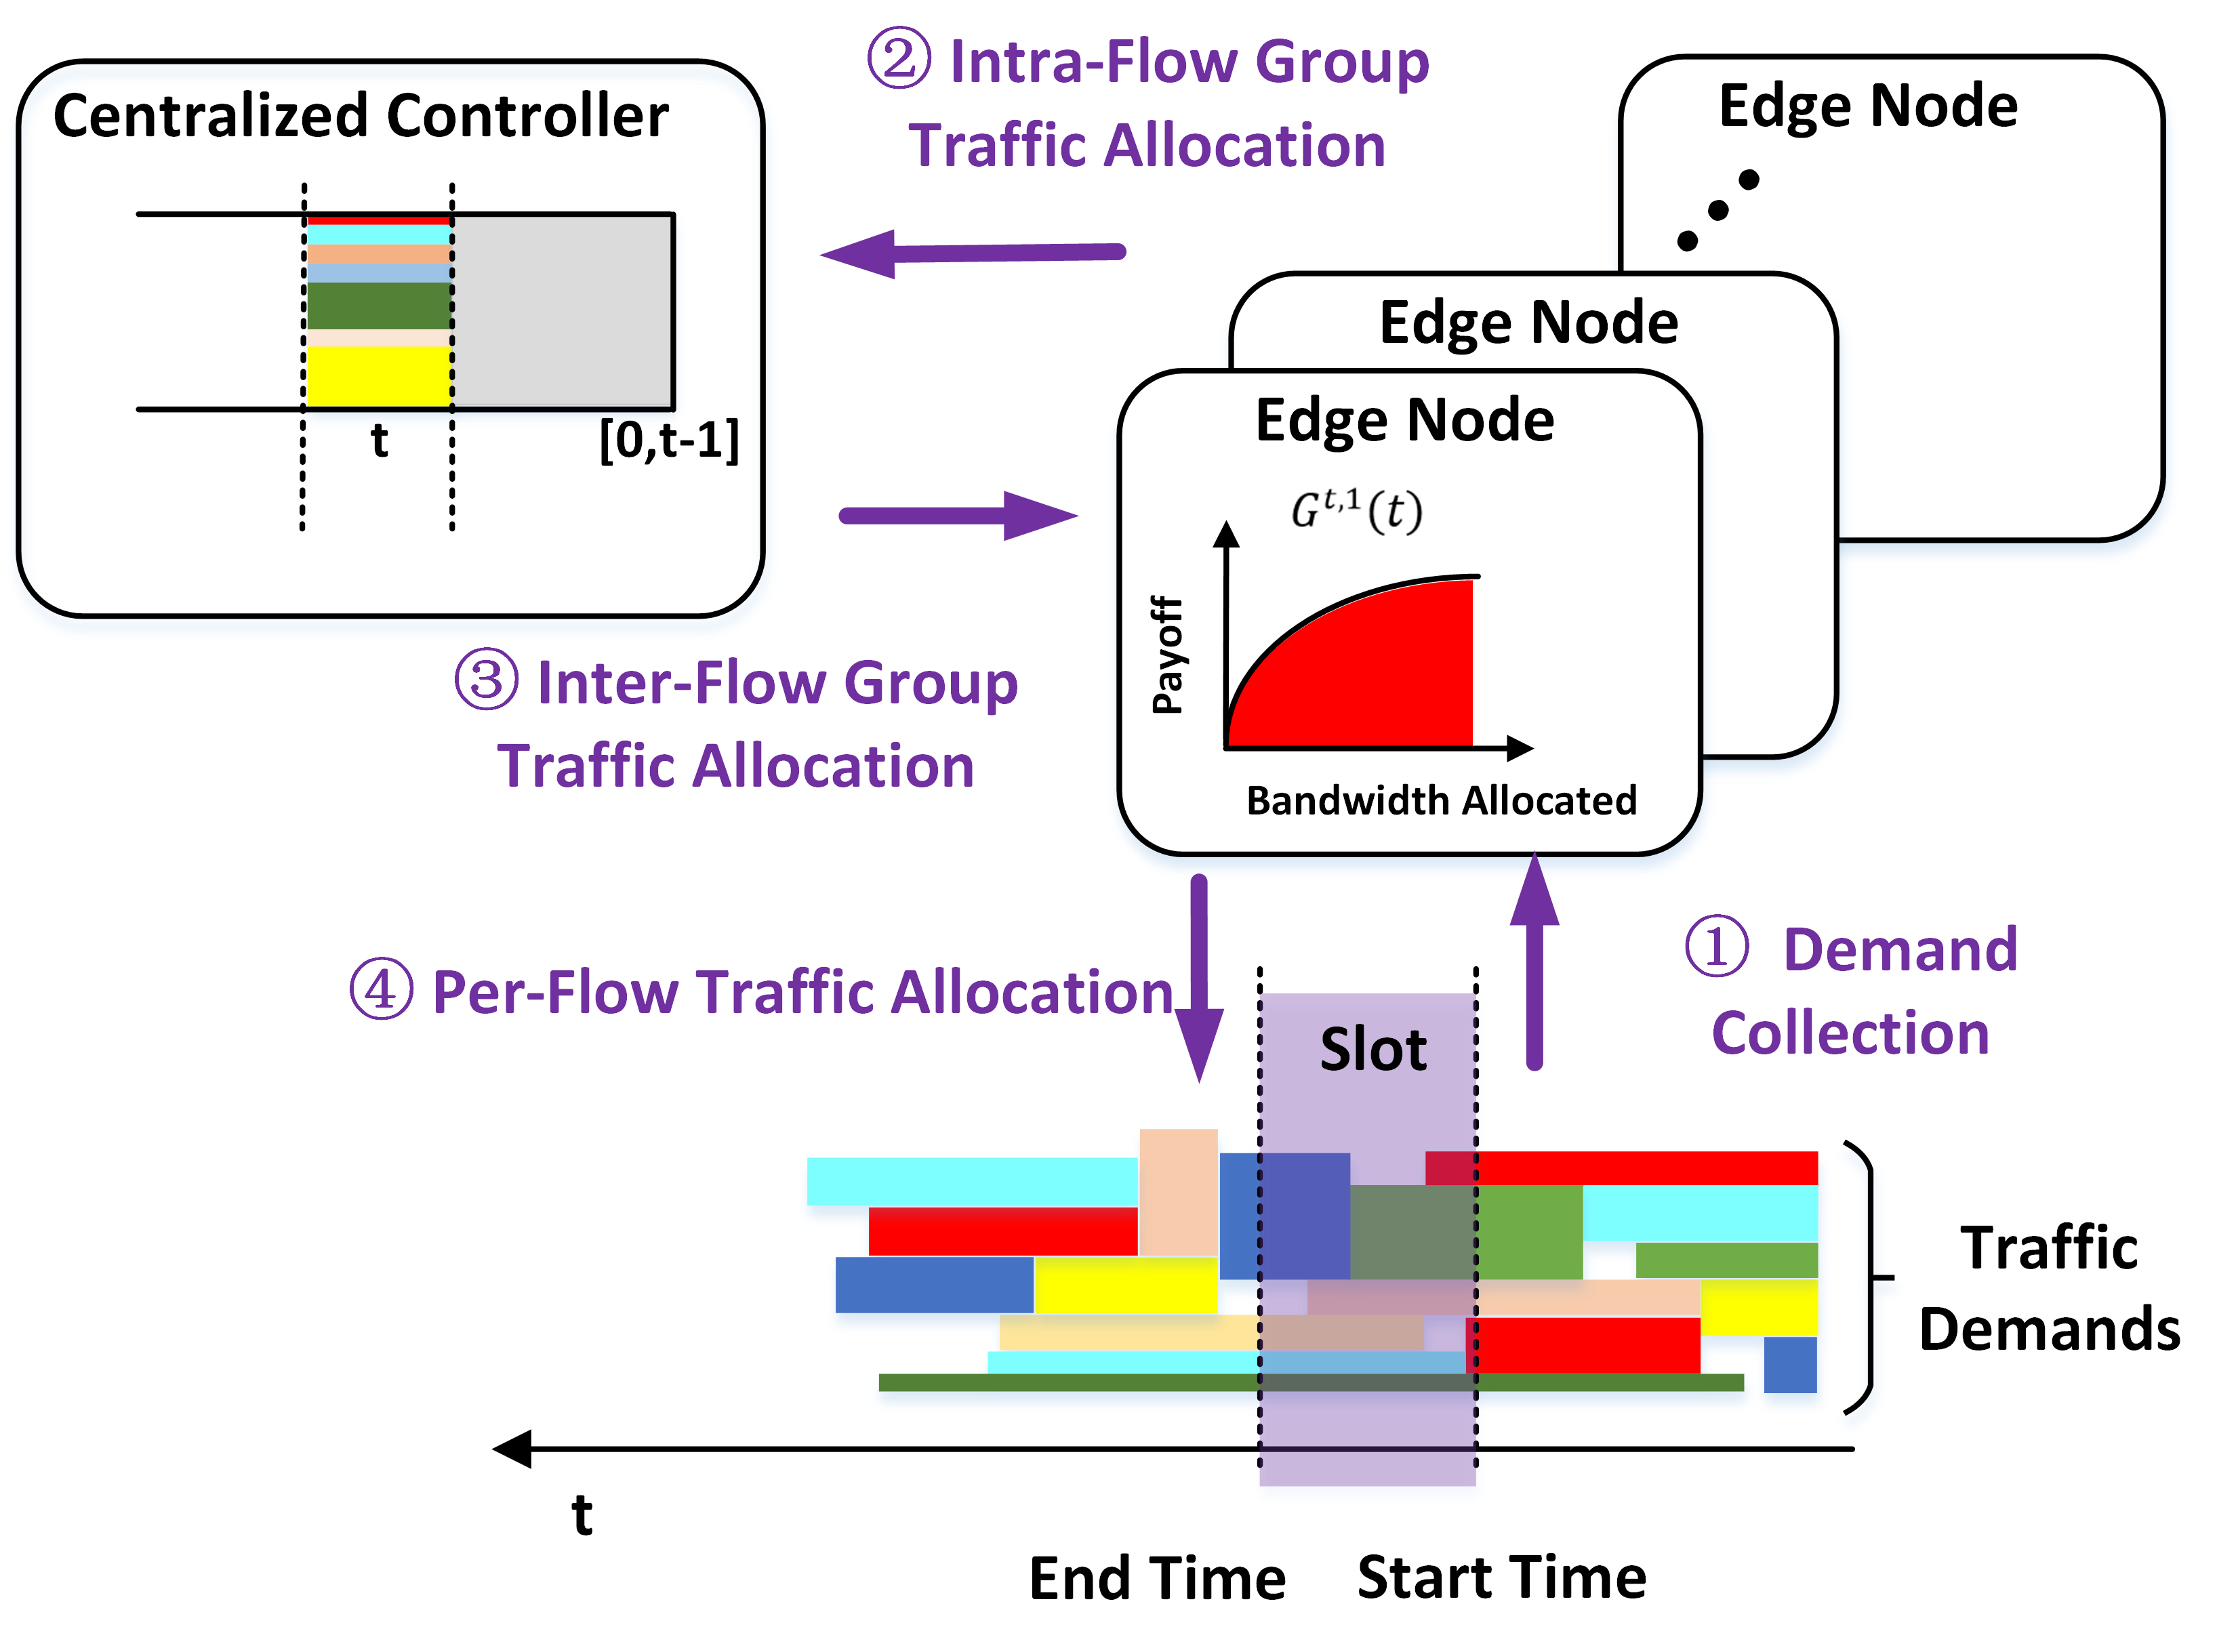 ② Intra-Flow Group
Traffic Allocation
Centralized Controller
t
[0,t-1]
Edge Node
Edge Node
Edge Node
G^{t,1}(t)
Payoff
Bandwidth Allocated
③ Inter-Flow Group
Traffic Allocation
④ Per-Flow Traffic Allocation
① Demand
Collection
Slot
Traffic
Demands
t
End Time
Start Time